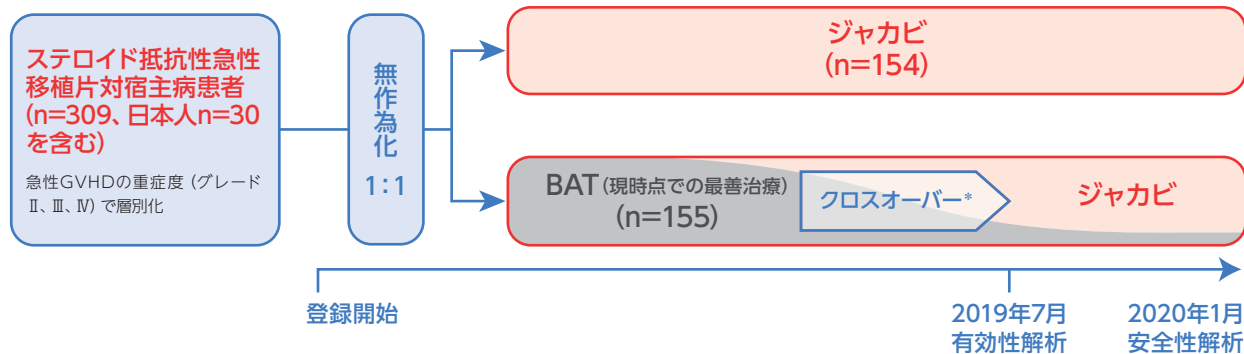 ステロイド抵抗性急性
移植片対宿主病患者
(n=309、日本人n=30
を含む)
急性GVHDの重症度 (グレード
Ⅱ、Ⅲ、Ⅳ) で層別化
無作為化
1：1
ジャカビ
(n=154)
BAT (現時点での最善治療)
(n=155)
クロスオーバー*
ジャカビ
登録開始
2019年7月
有効性解析
2020年1月
安全性解析